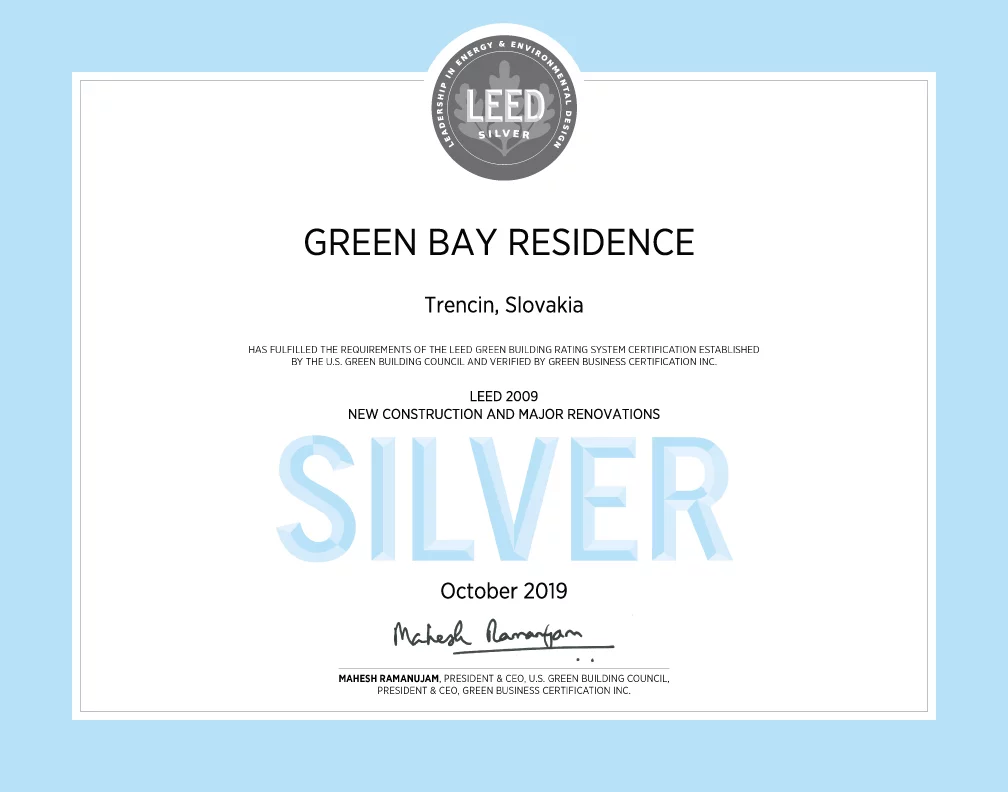 LEADERSHIP IN ENERGY & ENVIRONMENTAL DESIGN
LEED
SILVER
GREEN BAY RESIDENCE
Trencin, Slovakia
HAS FULFILLED THE REQUIREMENTS OF THE LEED GREEN BUILDING RATING SYSTEM CERTIFICATION ESTABLISHED
BY THE U.S. GREEN BUILDING COUNCIL AND VERIFIED BY GREEN BUSINESS CERTIFICATION INC.
LEED 2009
NEW CONSTRUCTION AND MAJOR RENOVATIONS
SILVER
October 2019
Mahesh Ramanujam
MAHESH RAMANUJAM, PRESIDENT & CEO, U.S. GREEN BUILDING COUNCIL,
PRESIDENT & CEO, GREEN BUSINESS CERTIFICATION INC.